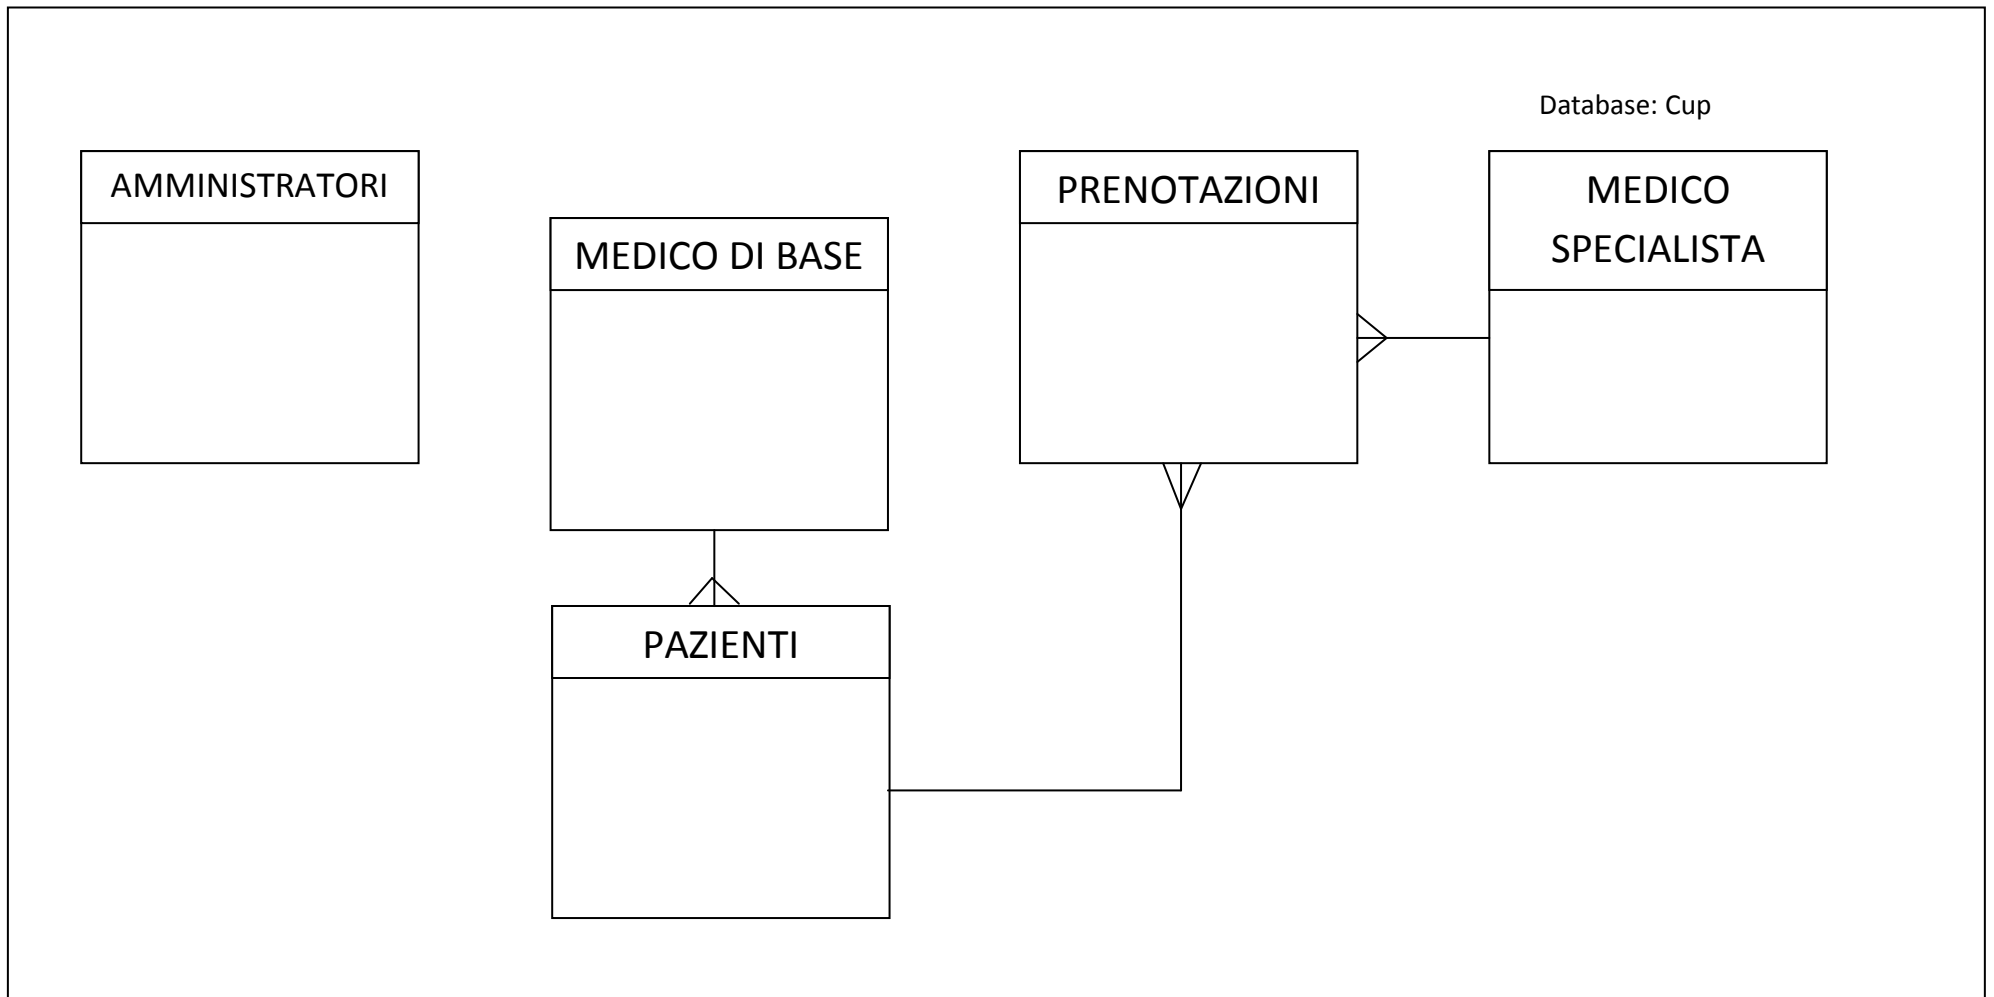 Database: Cup
AMMINISTRATORI
MEDICO DI BASE
PRENOTAZIONI
MEDICO
SPECIALISTA
PAZIENTI